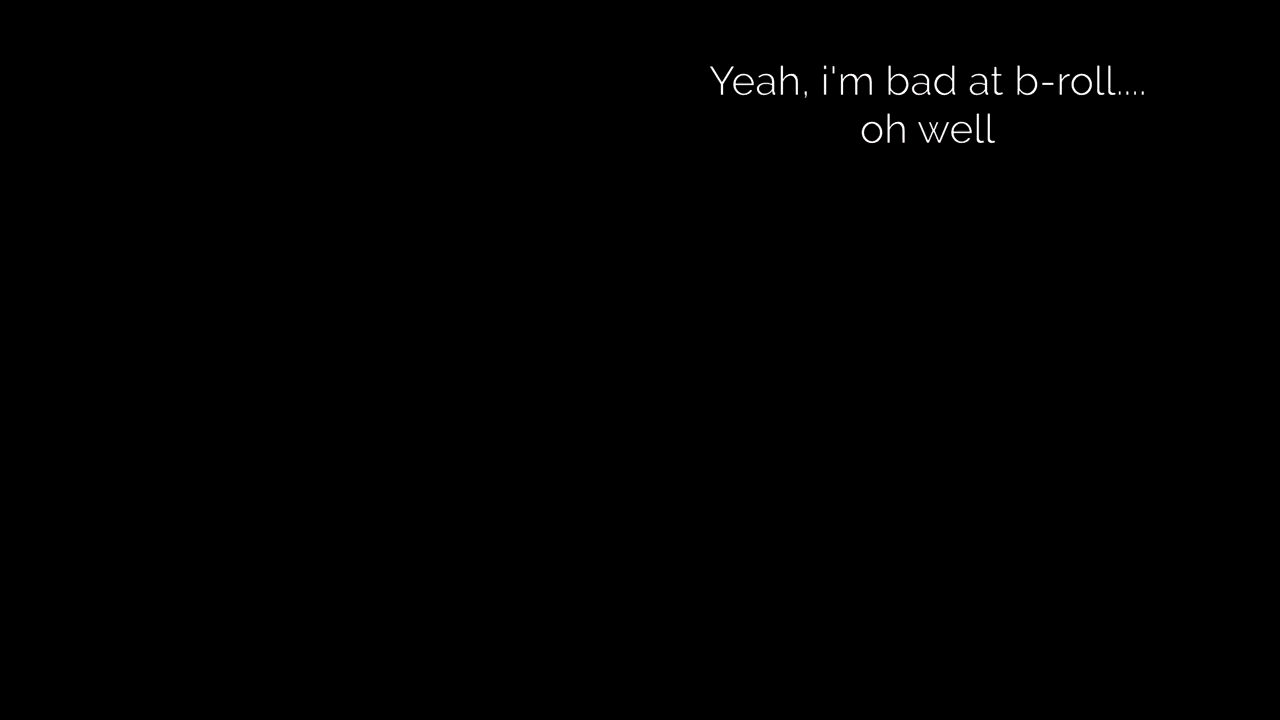 Yeah, i'm bad at b-roll....
oh well